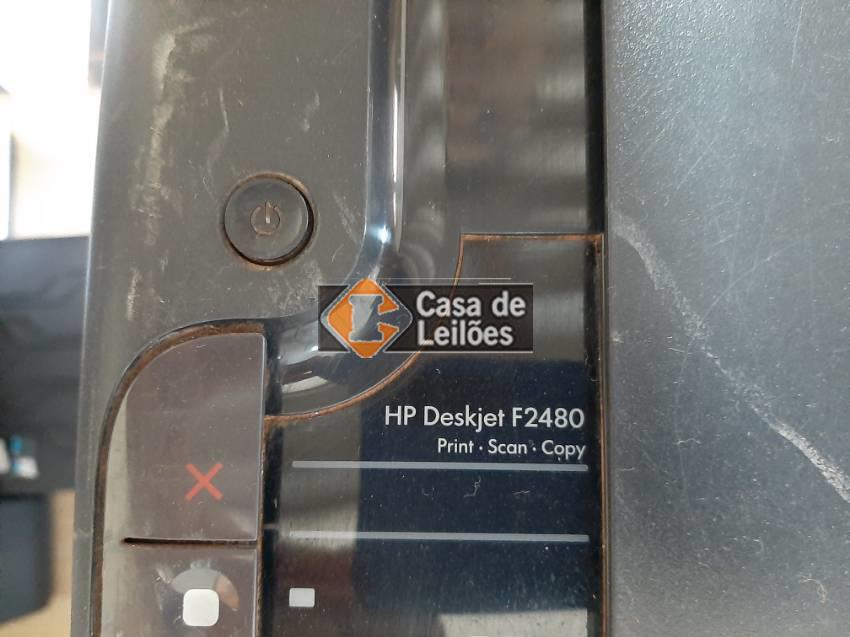 Casa de
Leilões
HP Deskjet F2480
Print · Scan · Copy